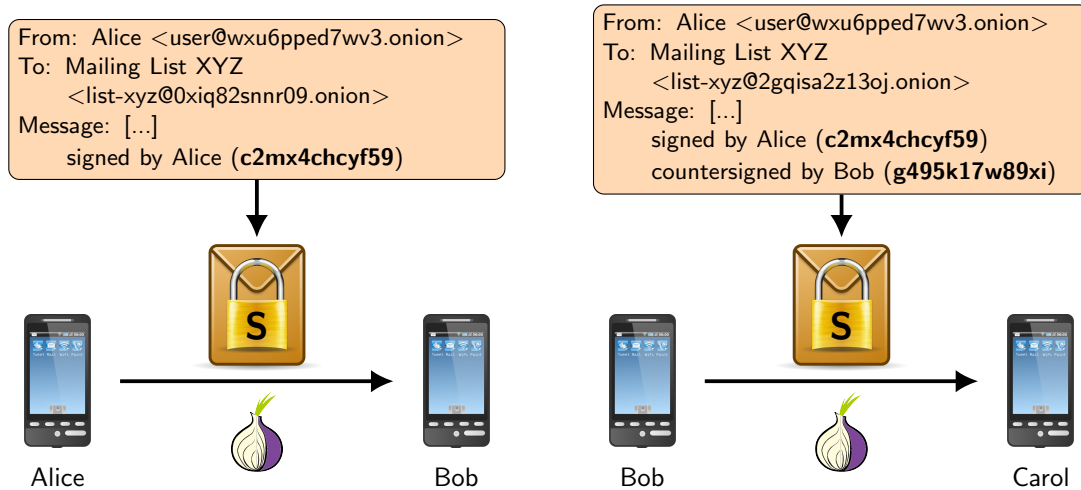 From: Alice <user@wxu6pped7wv3.onion>
To: Mailing List XYZ
<list-xyz@0xiq82snnr09.onion>
Message: [...]
signed by Alice (c2mx4chcyf59)
S
Alice
Bob
From: Alice <user@wxu6pped7wv3.onion>
To: Mailing List XYZ
<list-xyz@2gqisa2z13oj.onion>
Message: [...]
signed by Alice (c2mx4chcyf59)
countersigned by Bob (g495k17w89xi)
S
Bob
Carol